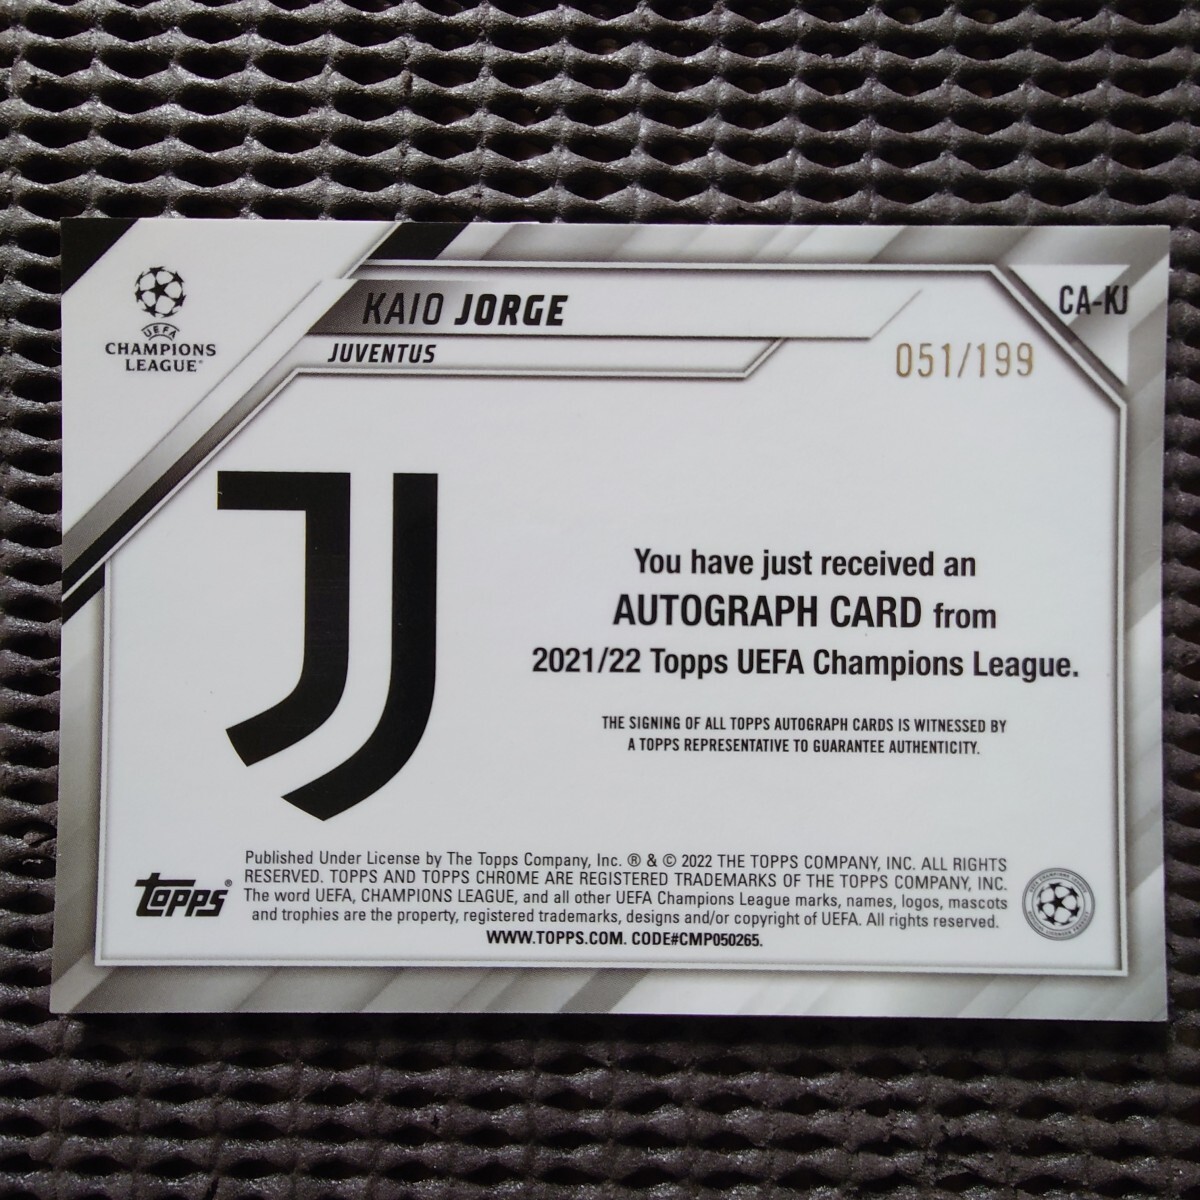 UEFA
CHAMPIONS
LEAGUE®
KAIO JORGE
JUVENTUS
CA-KJ
051/199
You have just received an
AUTOGRAPH CARD from
2021/22 Topps UEFA Champions League.
THE SIGNING OF ALL TOPPS AUTOGRAPH CARDS IS WITNESSED BY
A TOPPS REPRESENTATIVE TO GUARANTEE AUTHENTICITY.
topps®
Published Under License by The Topps Company, Inc. ® & © 2022 THE TOPPS COMPANY, INC. ALL RIGHTS
RESERVED. TOPPS AND TOPPS CHROME ARE REGISTERED TRADEMARKS OF THE TOPPS COMPANY, INC.
The word UEFA, CHAMPIONS LEAGUE, and all other UEFA Champions League marks, names, logos, mascots
and trophies are the property, registered trademarks, designs and/or copyright of UEFA. All rights reserved.
WWW.TOPPS.COM. CODE#CMP050265.